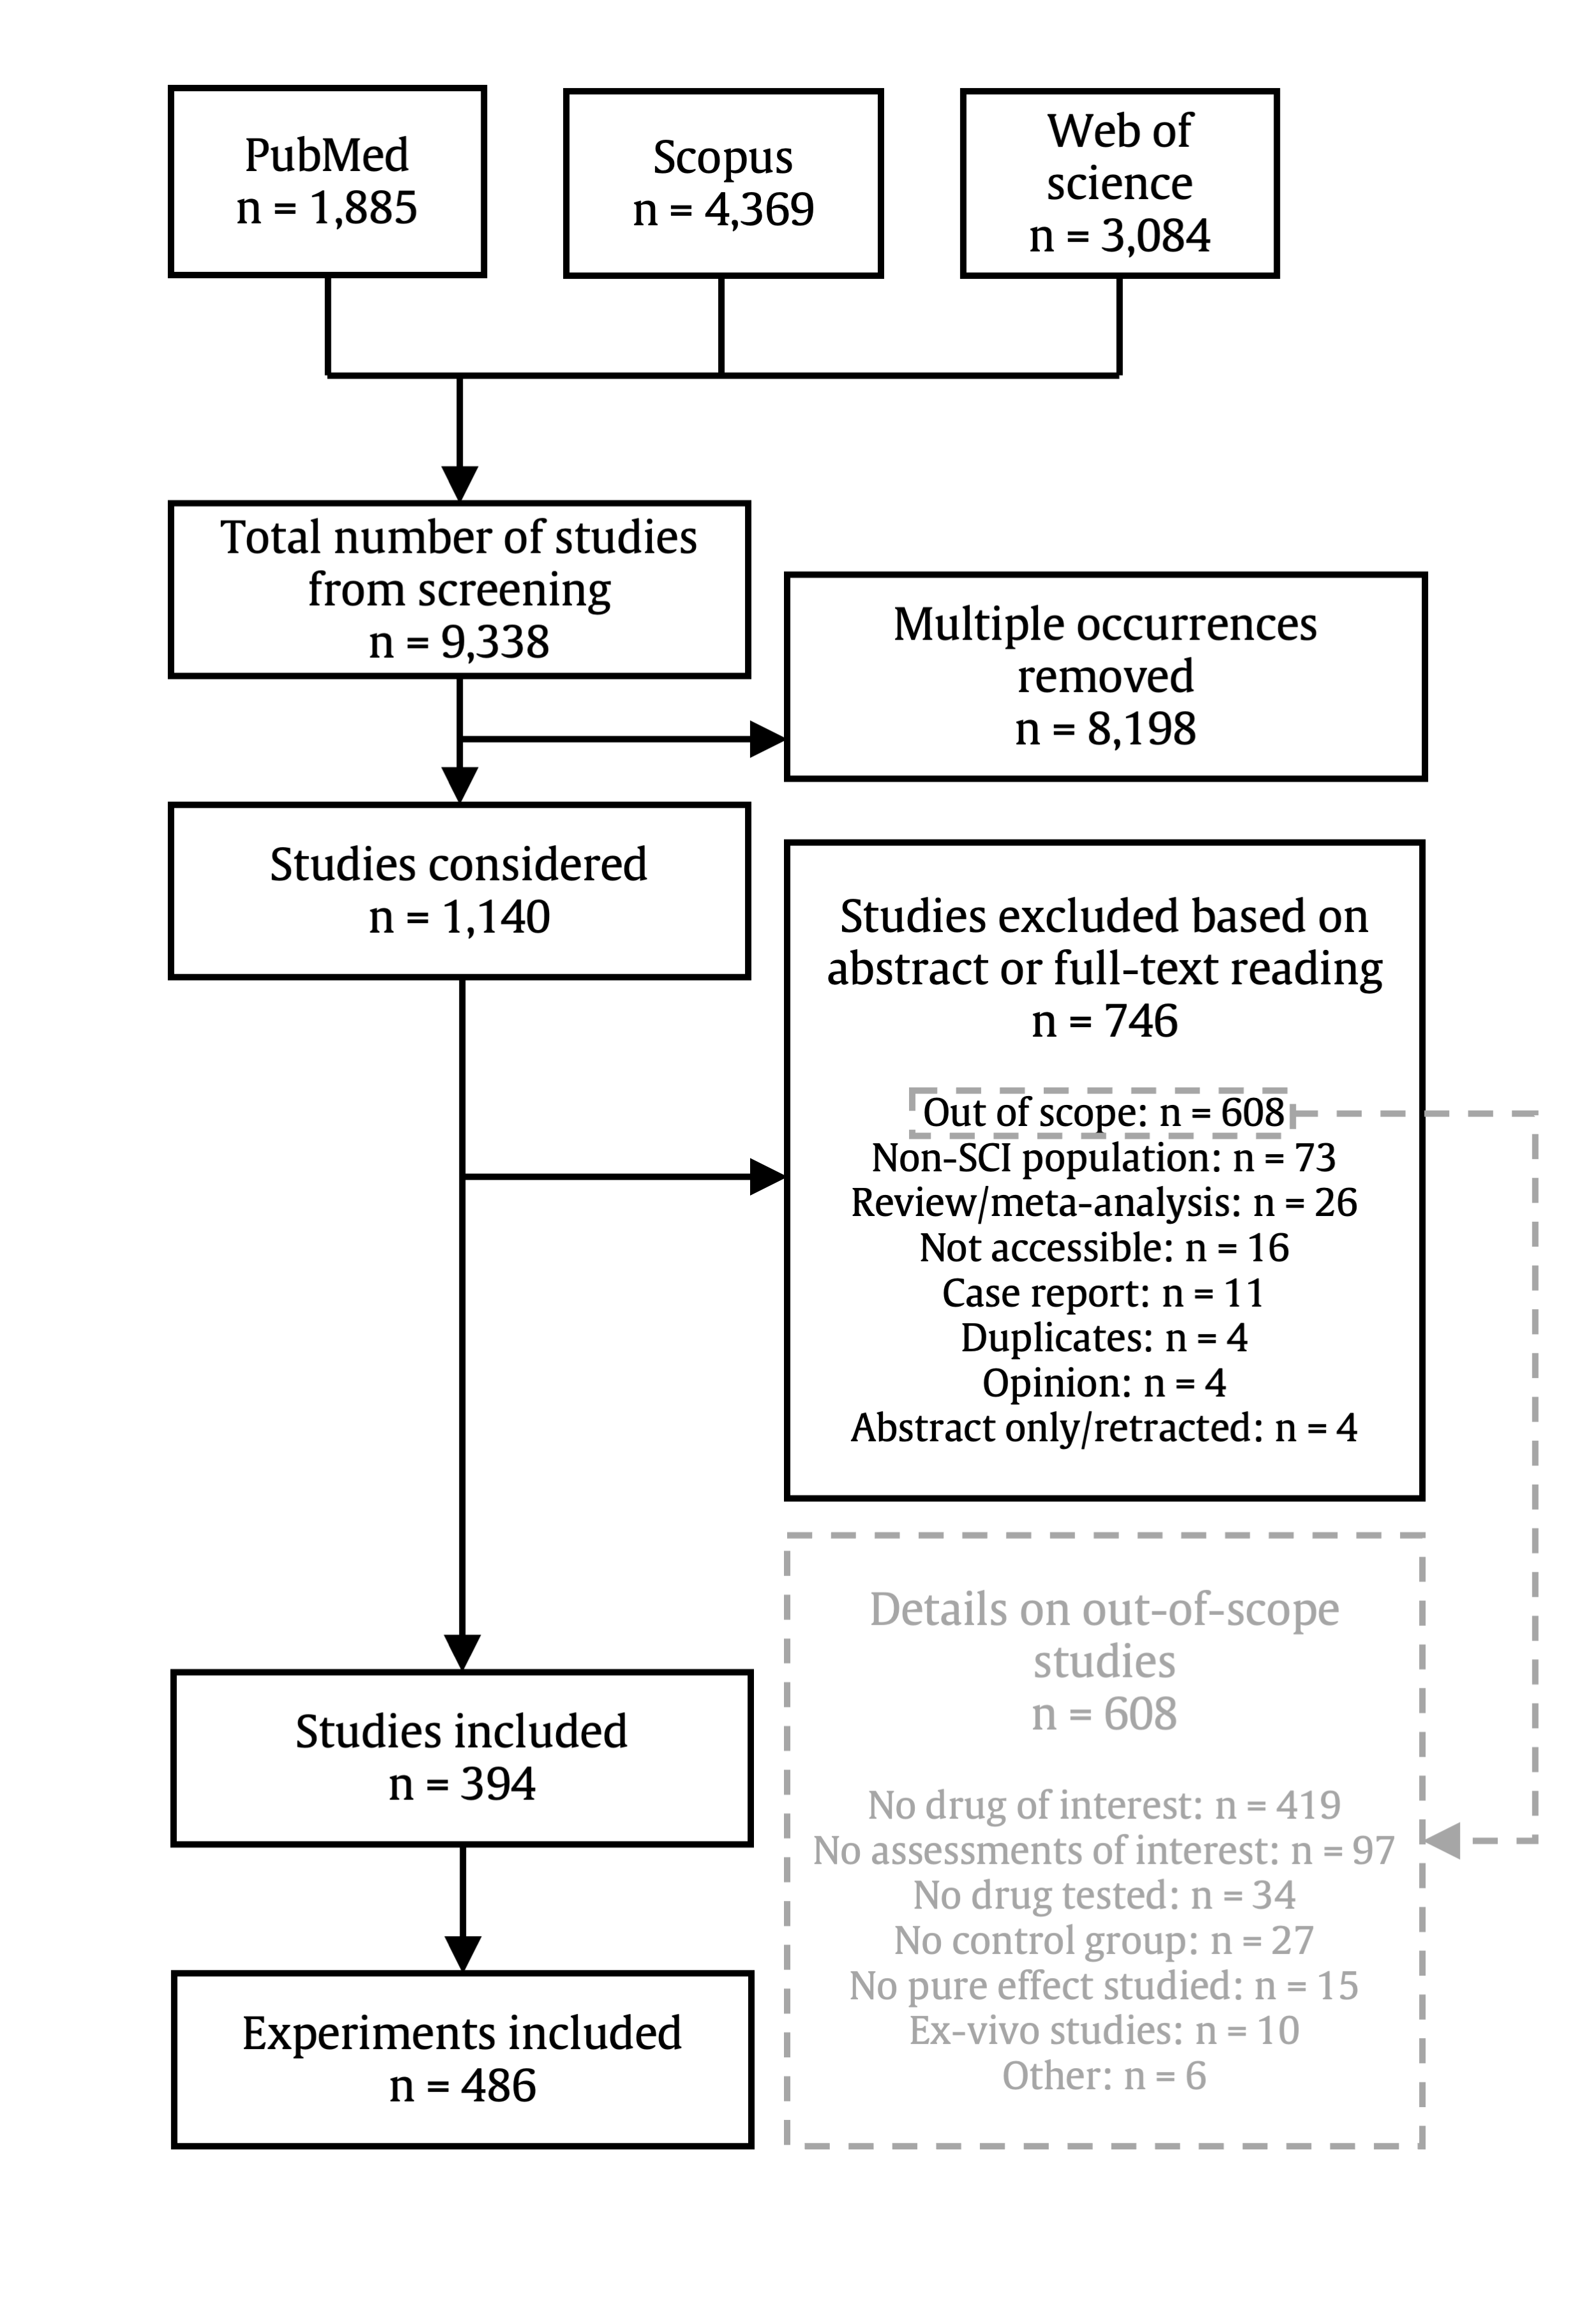 PubMed
n = 1,885
Scopus
n = 4,369
Web of
science
n = 3,084
Total number of studies
from screening
n = 9,338
Multiple occurrences
removed
n = 8,198
Studies considered
n = 1,140
Studies excluded based on
abstract or full-text reading
n = 746
Out of scope: n = 608
Non-SCI population: n = 73
Review/meta-analysis: n = 26
Not accessible: n = 16
Case report: n = 11
Duplicates: n = 4
Opinion: n = 4
Abstract only/retracted: n = 4
Details on out-of-scope
studies
n = 608
No drug of interest: n = 419
No assessments of interest: n = 97
No drug tested: n = 34
No control group: n = 27
No pure effect studied: n = 15
Ex-vivo studies: n = 10
Other: n = 6
Studies included
n = 394
Experiments included
n = 486